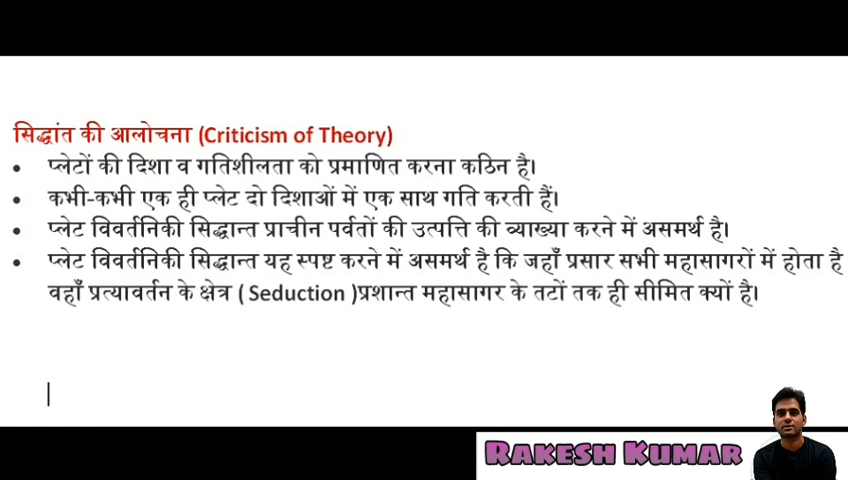 सिद्धांत की आलोचना (Criticism of Theory)
• प्लेटों की दिशा व गतिशीलता को प्रमाणित करना कठिन है।
• कभी-कभी एक ही प्लेट दो दिशाओं में एक साथ गति करती हैं।
• प्लेट विवर्तनिकी सिद्धान्त प्राचीन पर्वतों की उत्पत्ति की व्याख्या करने में असमर्थ है।
• प्लेट विवर्तनिकी सिद्धान्त यह स्पष्ट करने में असमर्थ है कि जहाँ प्रसार सभी महासागरों में होता है
वहाँ प्रत्यावर्तन के क्षेत्र ( Seduction )प्रशान्त महासागर के तटों तक ही सीमित क्यों है।
RAKESH KUMAR